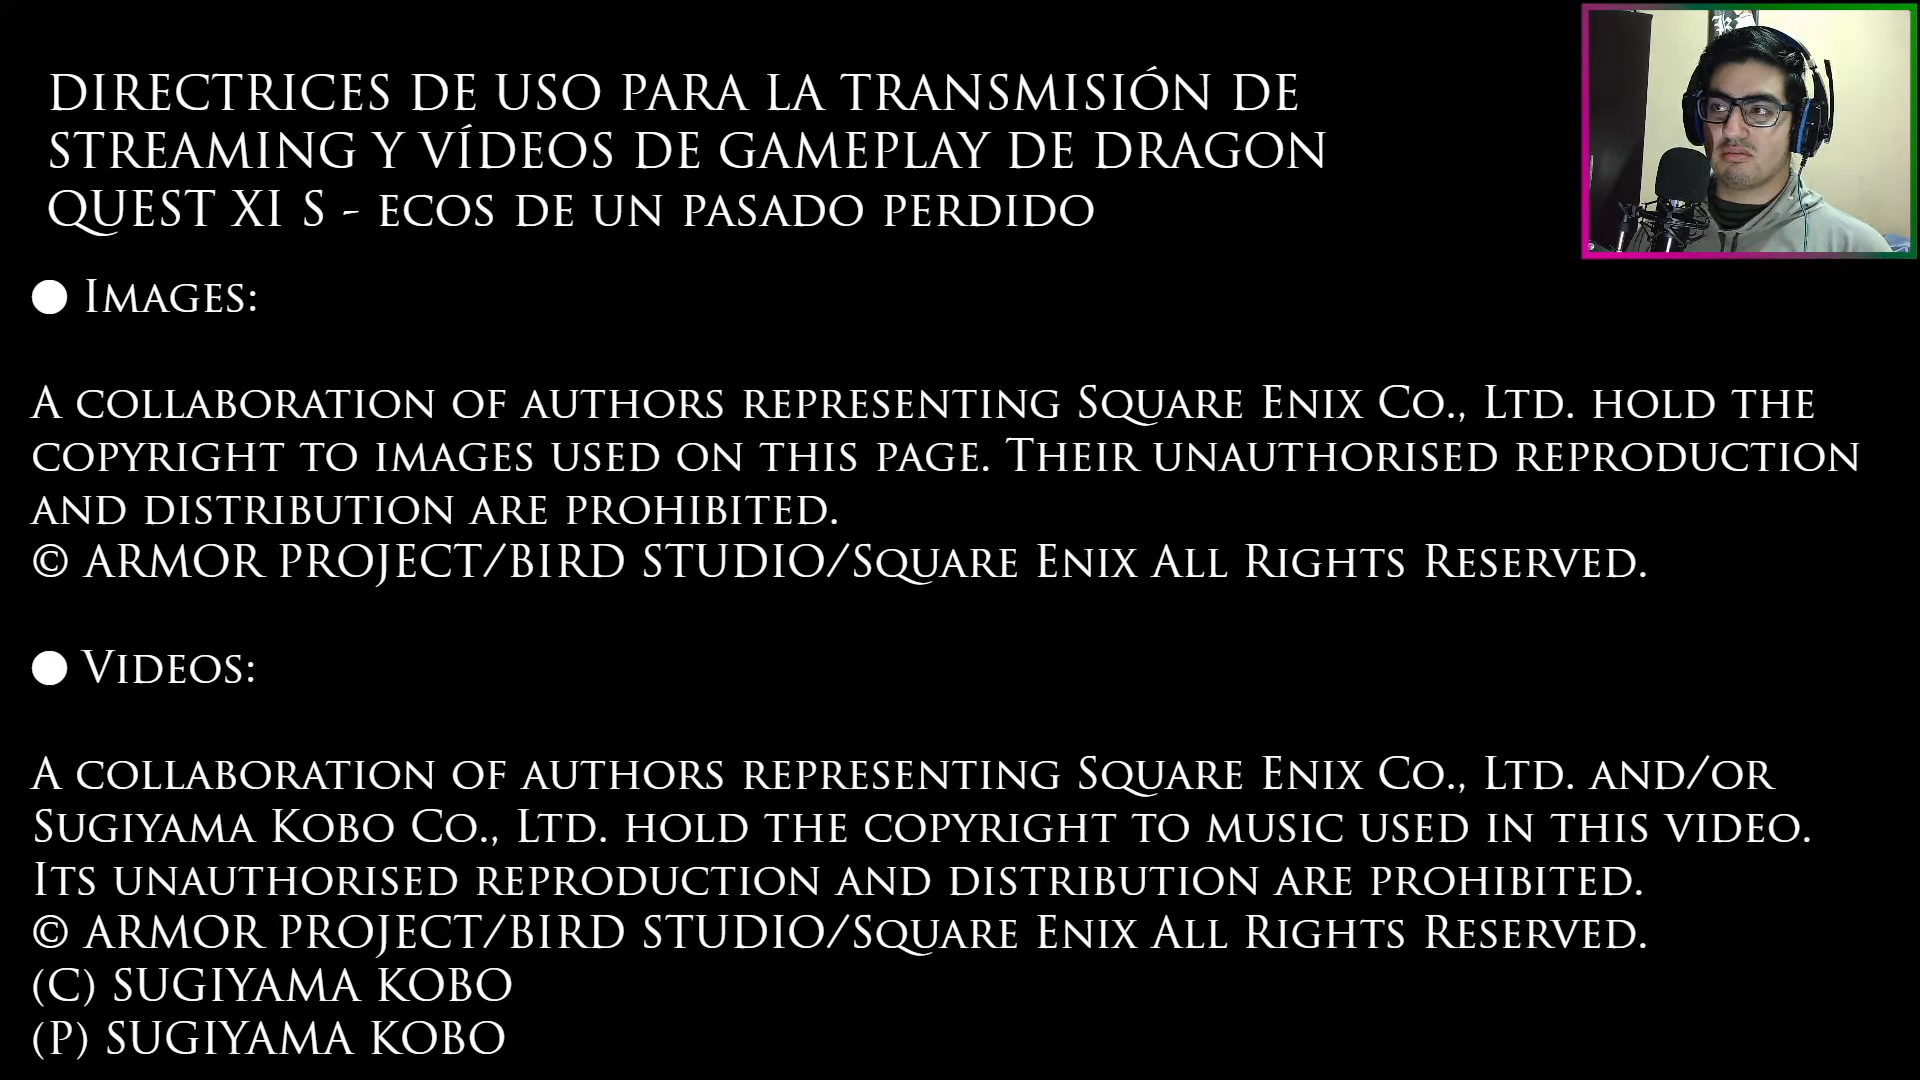 DIRECTRICES DE USO PARA LA TRANSMISIÓN DE
STREAMING Y VÍDEOS DE GAMEPLAY DE DRAGON
QUEST XI S - ECOS DE UN PASADO PERDIDO
● Images:
A collaboration of authors representing Square Enix Co., Ltd. hold the
copyright to images used on this page. Their unauthorised reproduction
and distribution are prohibited.
© ARMOR PROJECT/BIRD STUDIO/Square Enix All Rights Reserved.
● Videos:
A collaboration of authors representing Square Enix Co., Ltd. and/or
Sugiyama Kobo Co., Ltd. hold the copyright to music used in this video.
Its unauthorised reproduction and distribution are prohibited.
© ARMOR PROJECT/BIRD STUDIO/Square Enix All Rights Reserved.
(C) SUGIYAMA KOBO
(P) SUGIYAMA KOBO